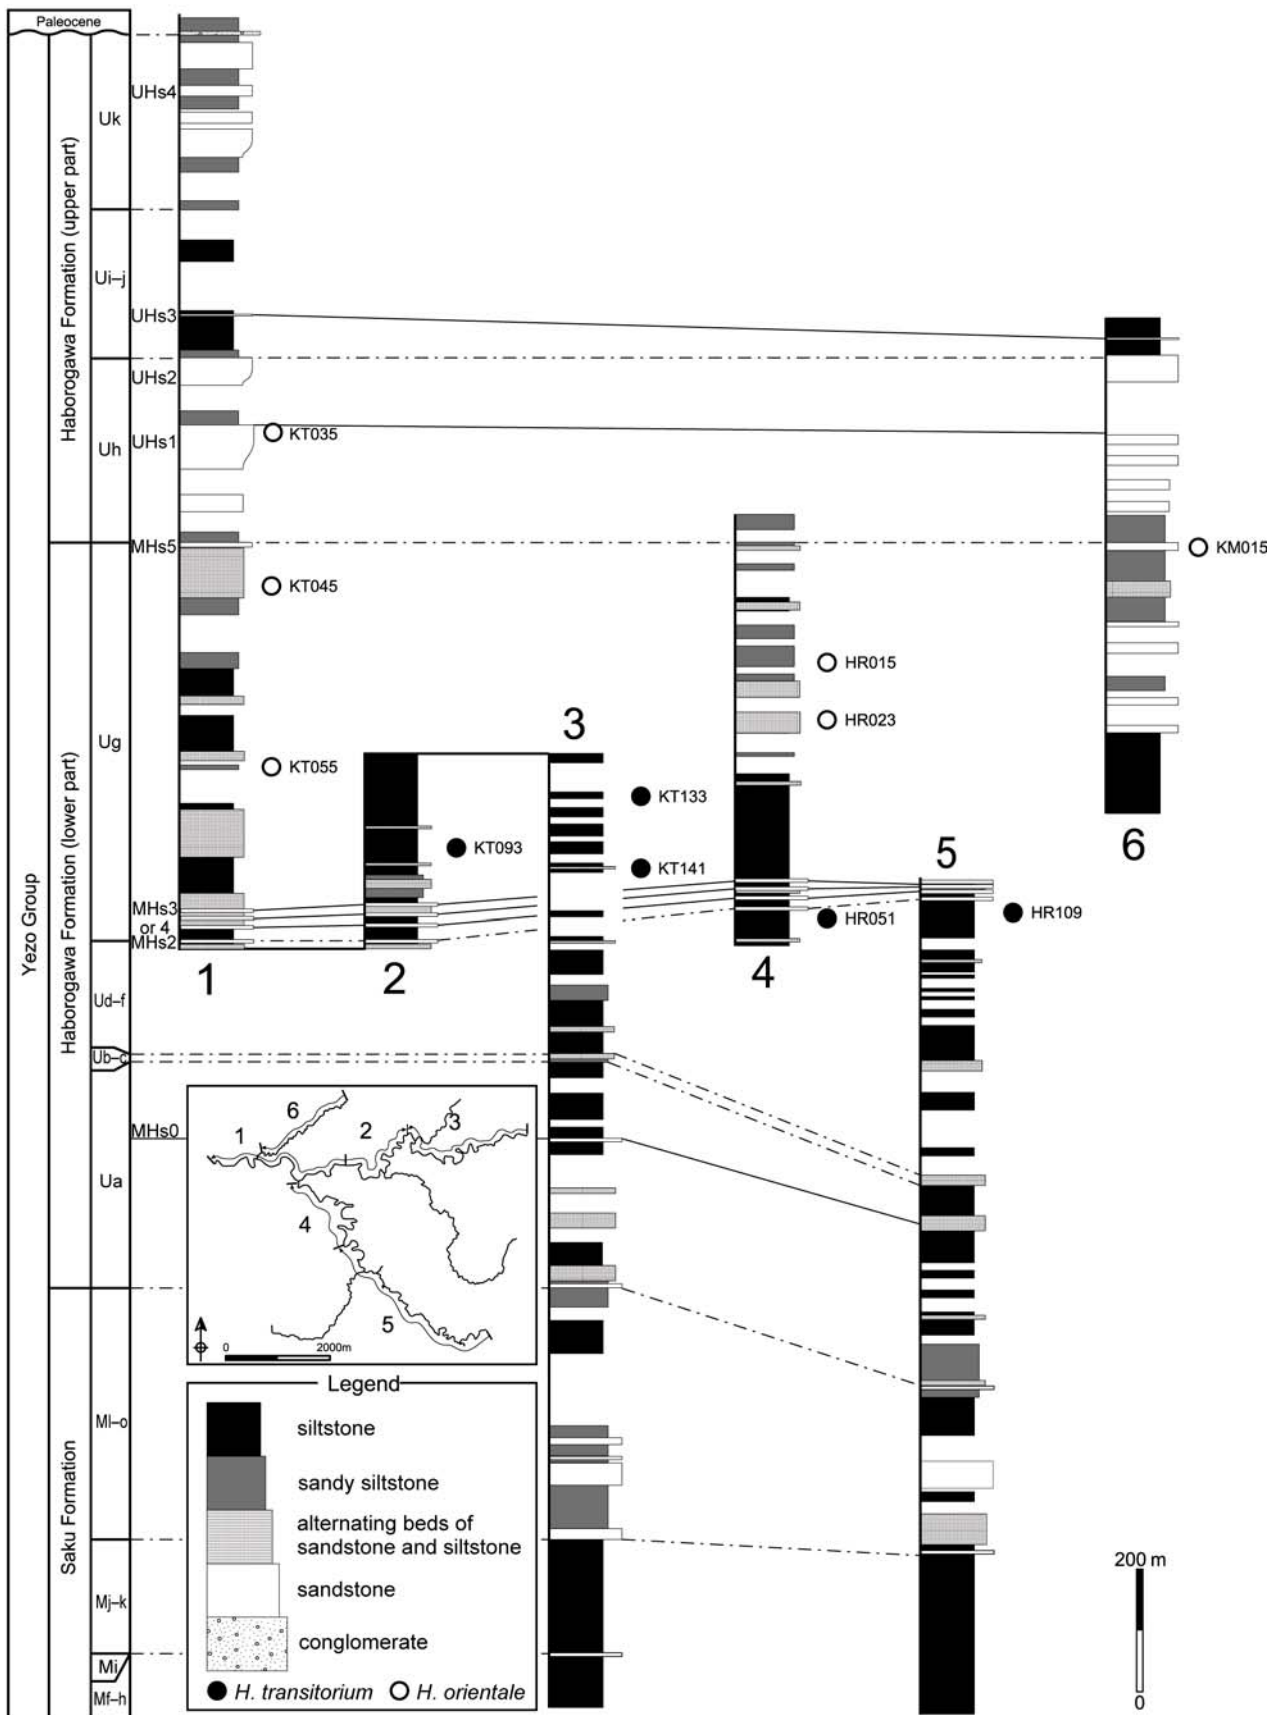 Paleocene
Yezo Group
Haborogawa Formation (upper part)
Haborogawa Formation (lower part)
Saku Formation
Uk
Ui–j
Uh
Ug
Ud–f
Ub–c
Ua
Ml–o
Mj–k
Mi
Mf–h
UHs4
UHs3
UHs2
UHs1
MHs5
MHs3
or 4
MHs2
MHs0
KT035
KT045
KT055
1
KT093
2
3
KT133
KT141
HR015
HR023
HR051
4
5
HR109
KM015
6
1
2
3
4
5
6
A
0 2000m
Legend
siltstone
sandy siltstone
alternating beds of
sandstone and siltstone
sandstone
conglomerate
H. transitorium H. orientale
200 m
0